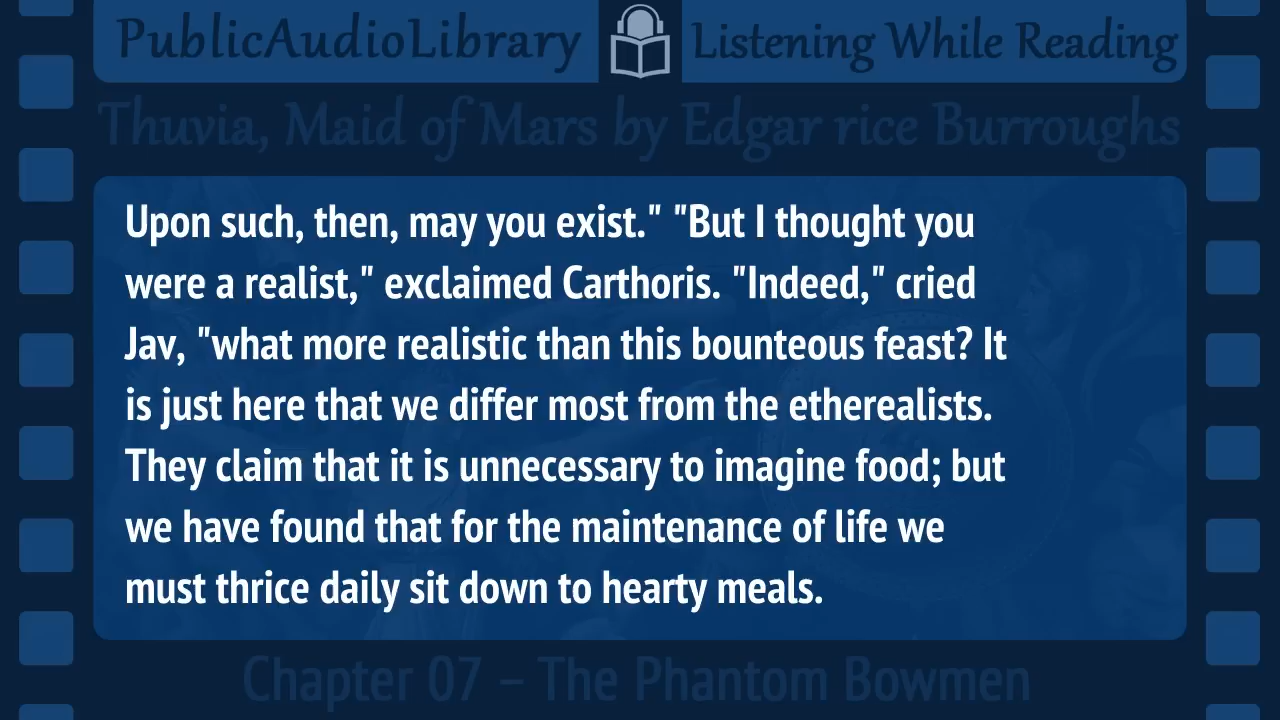 PublicAudioLibrary Listening While Reading
Thuvia, Maid of Mars by Edgar rice Burroughs
Upon such, then, may you exist." "But I thought you
were a realist," exclaimed Carthoris. "Indeed," cried
Jav, "what more realistic than this bounteous feast? It
is just here that we differ most from the etherealists.
They claim that it is unnecessary to imagine food; but
we have found that for the maintenance of life we
must thrice daily sit down to hearty meals.
Chapter 07 – The Phantom Bowmen